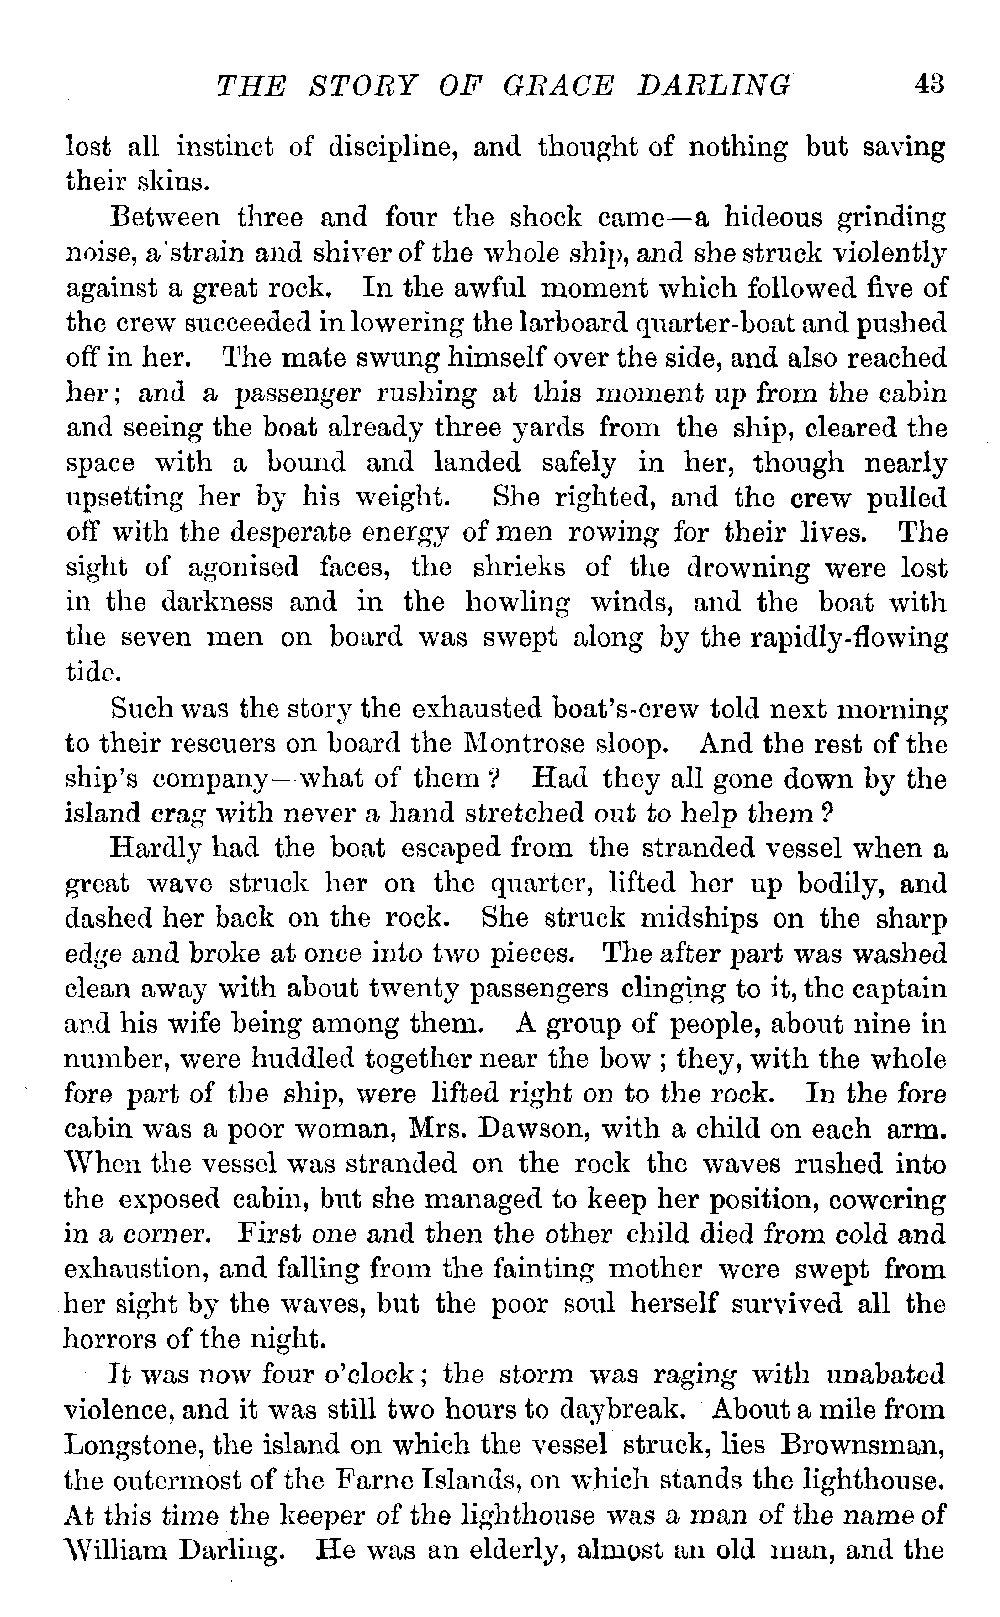 THE STORY OF GRACE DARLING 43
lost all instinct of discipline, and thought of nothing but saving
their skins.
Between three and four the shock came—a hideous grinding
noise, a strain and shiver of the whole ship, and she struck violently
against a great rock. In the awful moment which followed five of
the crew succeeded in lowering the larboard quarter-boat and pushed
off in her. The mate swung himself over the side, and also reached
her; and a passenger rushing at this moment up from the cabin
and seeing the boat already three yards from the ship, cleared the
space with a bound and landed safely in her, though nearly
upsetting her by his weight. She righted, and the crew pulled
off with the desperate energy of men rowing for their lives. The
sight of agonised faces, the shrieks of the drowning were lost
in the darkness and in the howling winds, and the boat with
the seven men on board was swept along by the rapidly-flowing
tide.
Such was the story the exhausted boat's-crew told next morning
to their rescuers on board the Montrose sloop. And the rest of the
ship's company—what of them? Had they all gone down by the
island crag with never a hand stretched out to help them?
Hardly had the boat escaped from the stranded vessel when a
great wave struck her on the quarter, lifted her up bodily, and
dashed her back on the rock. She struck midships on the sharp
edge and broke at once into two pieces. The after part was washed
clean away with about twenty passengers clinging to it, the captain
and his wife being among them. A group of people, about nine in
number, were huddled together near the bow; they, with the whole
fore part of the ship, were lifted right on to the rock. In the fore
cabin was a poor woman, Mrs. Dawson, with a child on each arm.
When the vessel was stranded on the rock the waves rushed into
the exposed cabin, but she managed to keep her position, cowering
in a corner. First one and then the other child died from cold and
exhaustion, and falling from the fainting mother were swept from
her sight by the waves, but the poor soul herself survived all the
horrors of the night.
It was now four o'clock; the storm was raging with unabated
violence, and it was still two hours to daybreak. About a mile from
Longstone, the island on which the vessel struck, lies Brownsman,
the outermost of the Farne Islands, on which stands the lighthouse.
At this time the keeper of the lighthouse was a man of the name of
William Darling. He was an elderly, almost an old man, and the